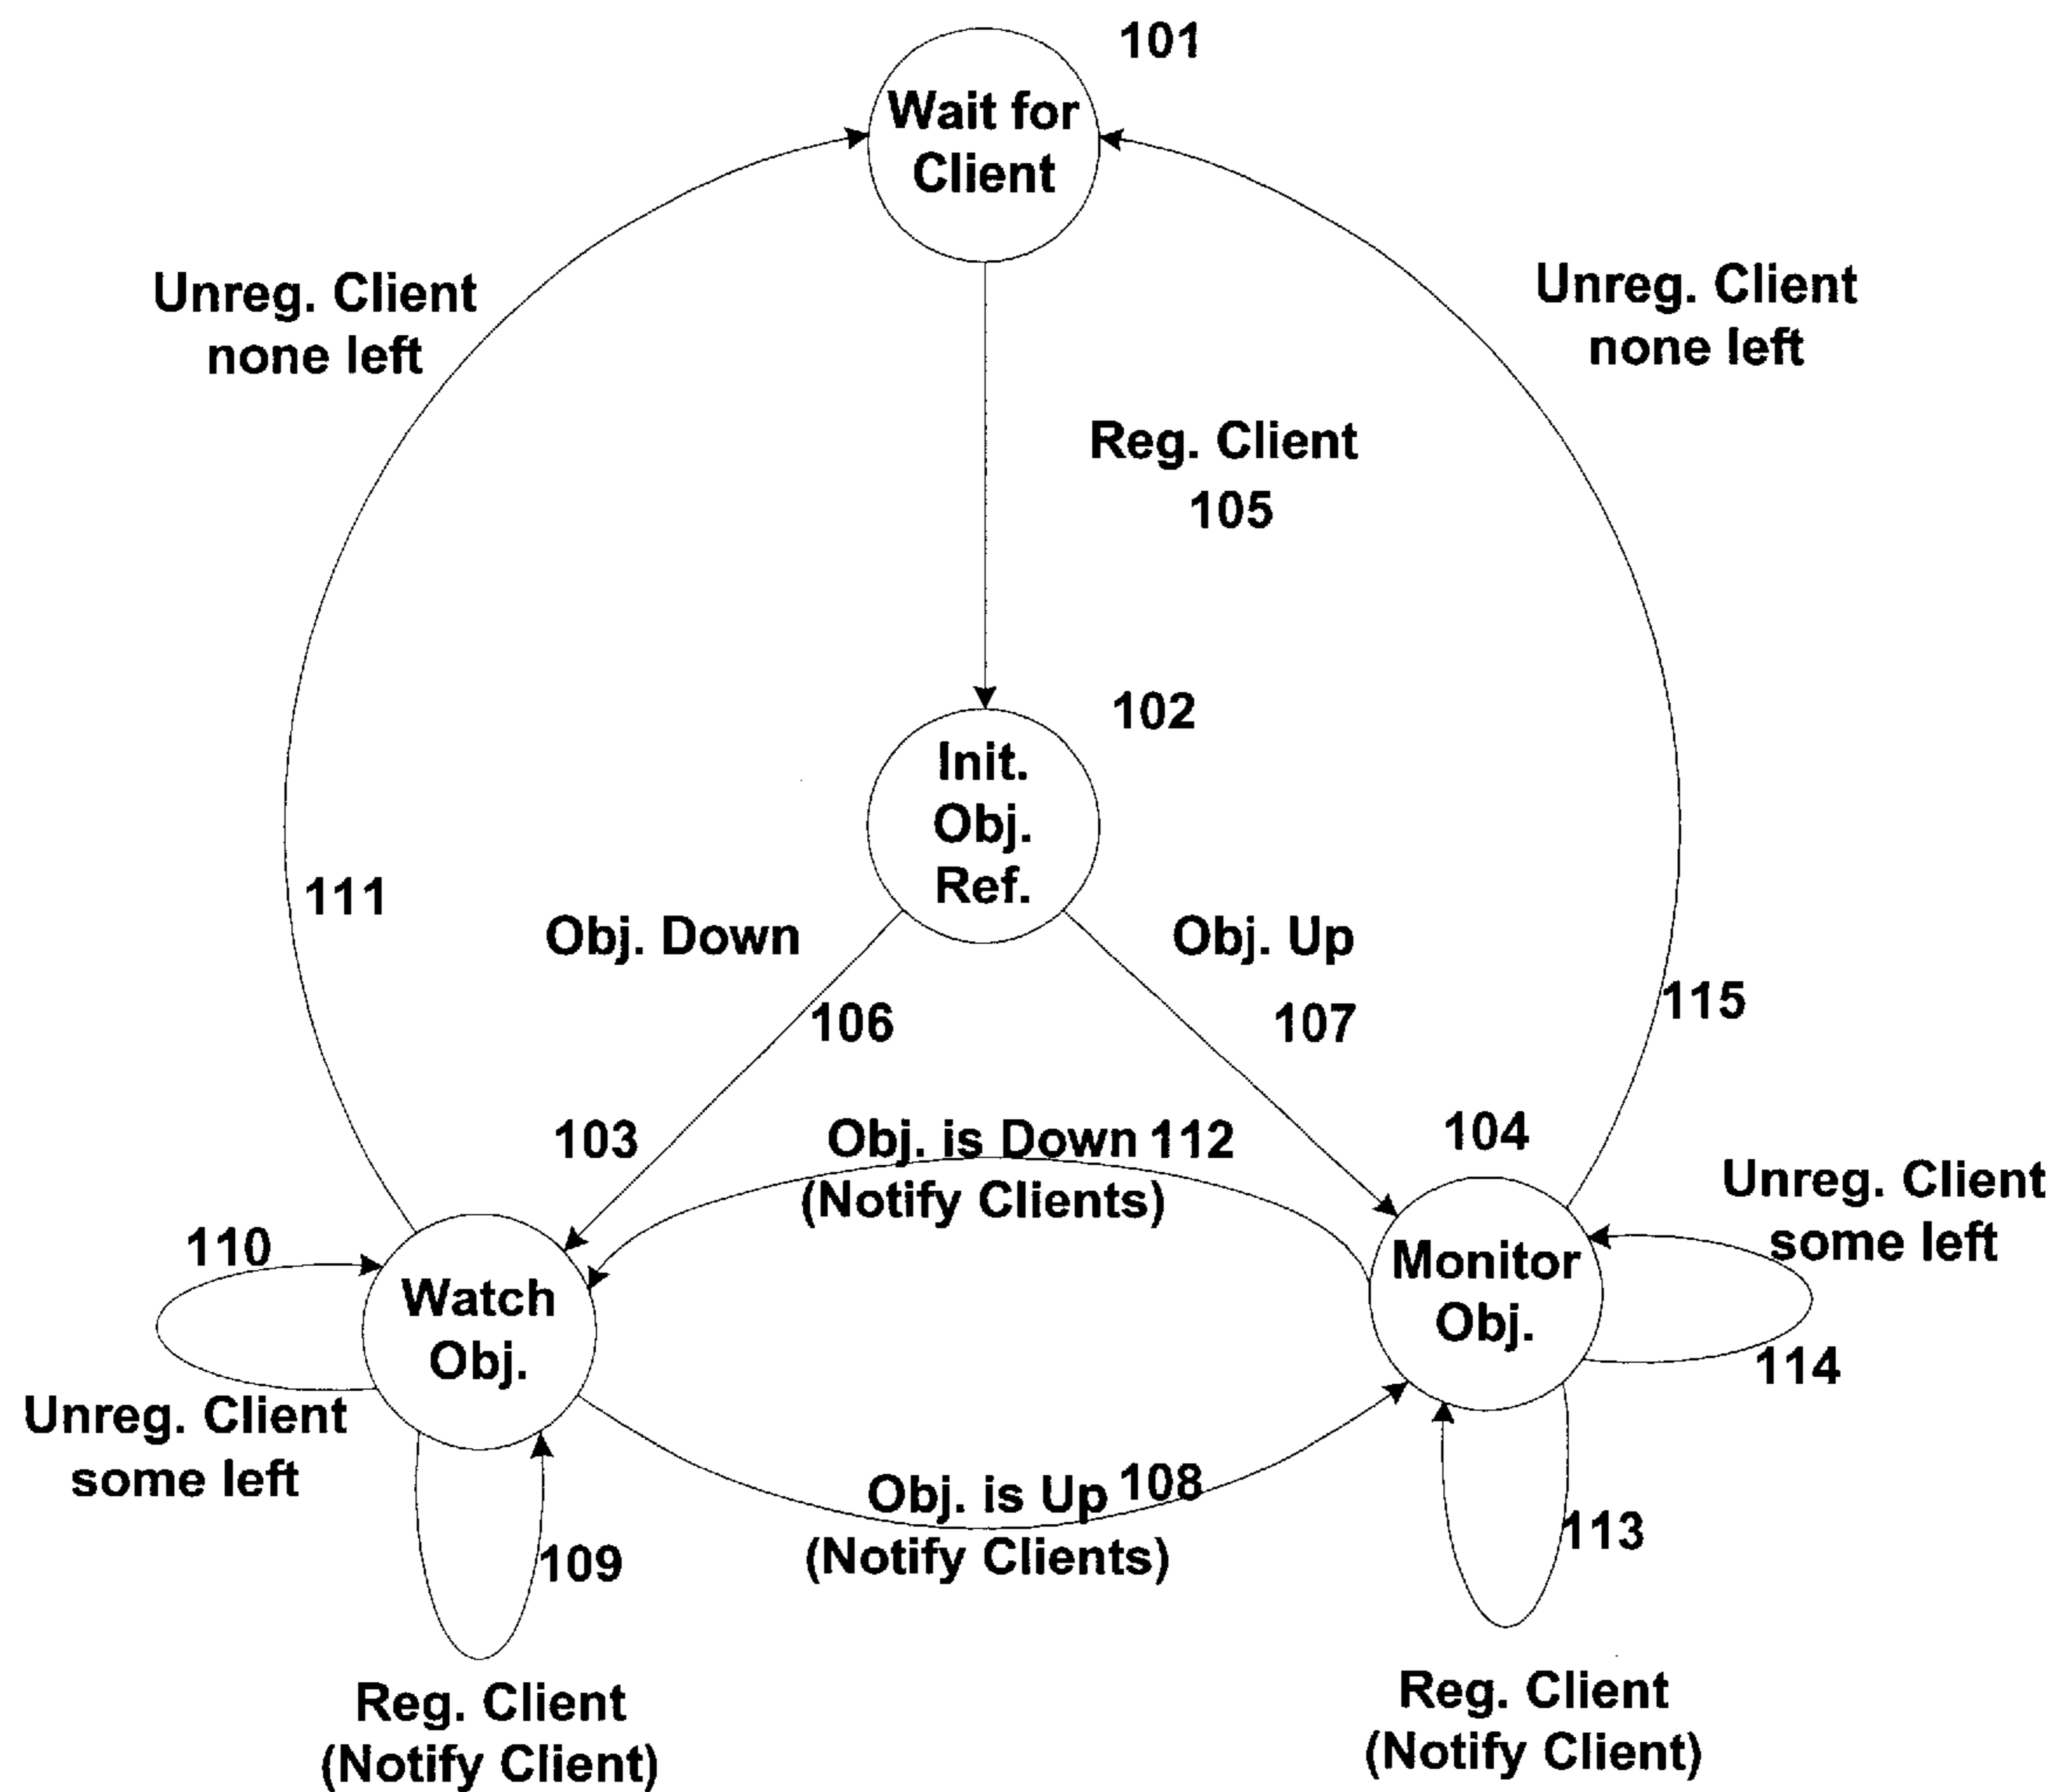 101
Wait for
Client
Unreg. Client
none left
Unreg. Client
none left
Reg. Client
105
102
Init.
Obj.
Ref.
111
Obj. Down
Obj. Up
106
107
115
103
Obj. is Down 112
(Notify Clients)
104
Unreg. Client
some left
110
Watch
Obj.
Monitor
Obj.
114
Unreg. Client
some left
Obj. is Up 108
(Notify Clients)
109
113
Reg. Client
(Notify Client)
Reg. Client
(Notify Client)